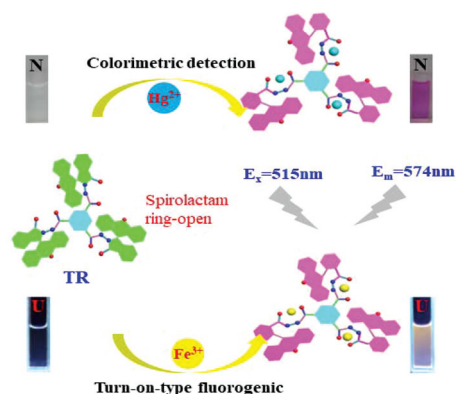 N
Colorimetric detection
N
Hg²⁺
Eₓ=515nm
Eₘ=574nm
Spirolactam
ring-open
TR
U
Fe³⁺
U
Turn-on-type fluorogenic